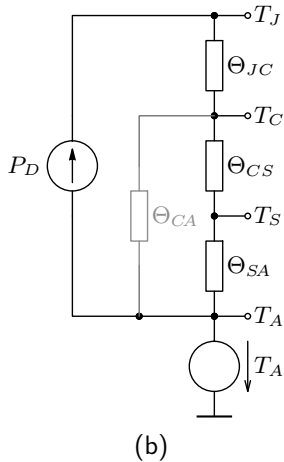 T_J
Θ_JC
T_C
P_D
Θ_CA
Θ_CS
T_S
Θ_SA
T_A
T_A
(b)